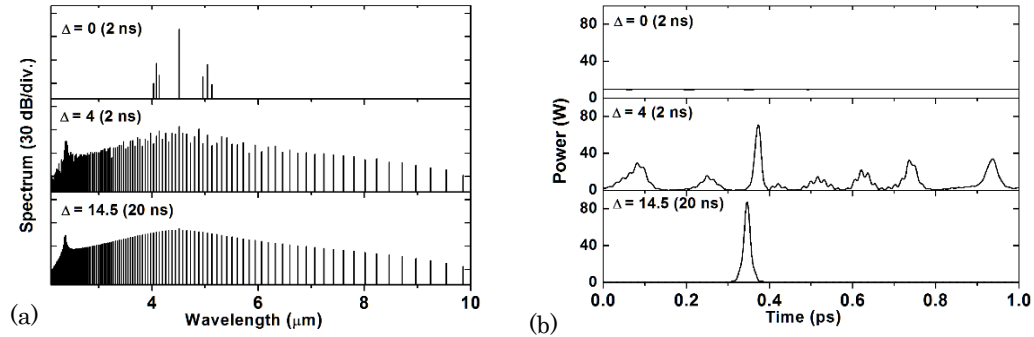 Spectrum (30 dB/div.)
Δ = 0 (2 ns)
Δ = 4 (2 ns)
Δ = 14.5 (20 ns)
4 6 8 10
Wavelength (μm)
(a)
Power (W)
80
40
0
Δ = 0 (2 ns)
80
40
0
Δ = 4 (2 ns)
80
40
0
Δ = 14.5 (20 ns)
0.0 0.2 0.4 0.6 0.8 1.0
Time (ps)
(b)